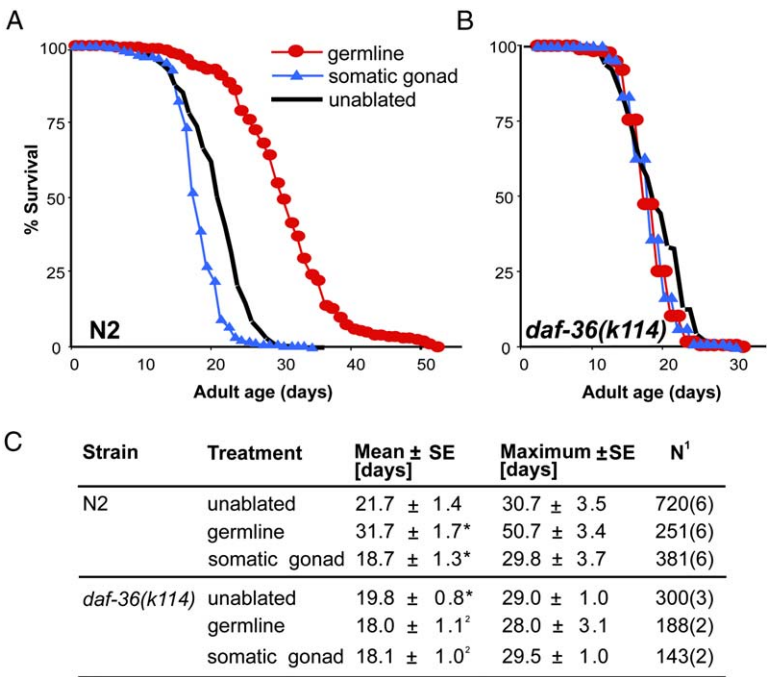 A
100
75
50
25
0
% Survival
germline
somatic gonad
unablated
N2
0 10 20 30 40 50
Adult age (days)
B
100
75
50
25
0
daf-36(k114)
0 10 20 30
Adult age (days)
C
Strain Treatment Mean ± SE [days] Maximum ±SE [days] N¹
N2 unablated 21.7 ± 1.4 30.7 ± 3.5 720(6)
germline 31.7 ± 1.7* 50.7 ± 3.4 251(6)
somatic gonad 18.7 ± 1.3* 29.8 ± 3.7 381(6)
daf-36(k114) unablated 19.8 ± 0.8* 29.0 ± 1.0 300(3)
germline 18.0 ± 1.1² 28.0 ± 3.1 188(2)
somatic gonad 18.1 ± 1.0² 29.5 ± 1.0 143(2)